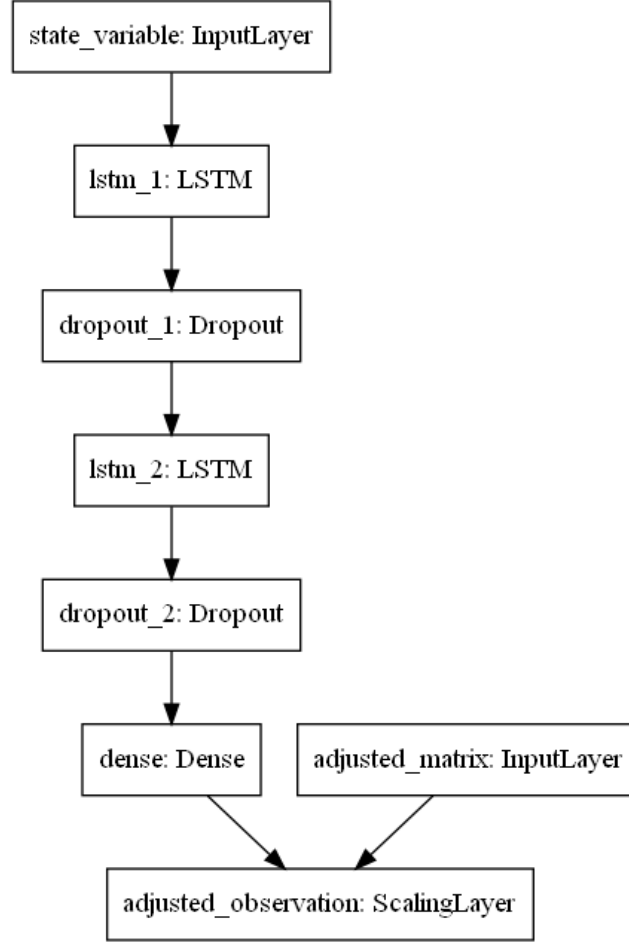 state_variable: InputLayer
lstm_1: LSTM
dropout_1: Dropout
lstm_2: LSTM
dropout_2: Dropout
dense: Dense
adjusted_matrix: InputLayer
adjusted_observation: ScalingLayer